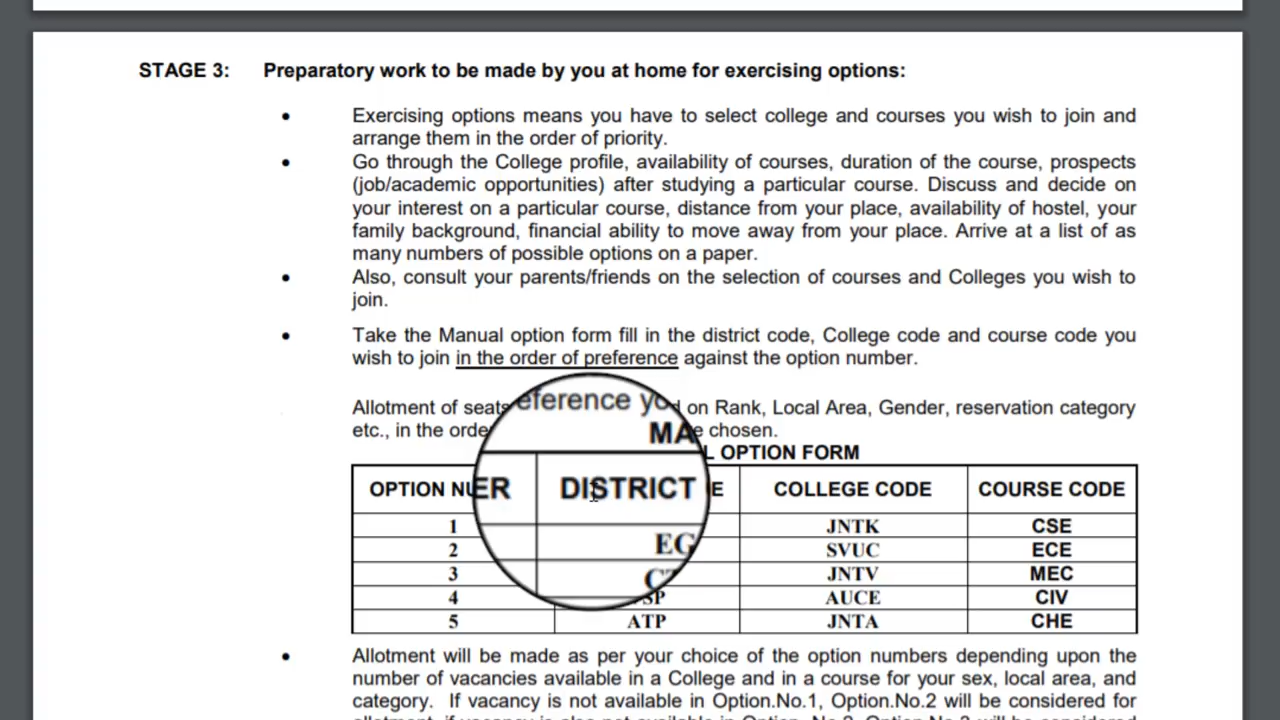 STAGE 3: Preparatory work to be made by you at home for exercising options:
• Exercising options means you have to select college and courses you wish to join and
arrange them in the order of priority.
• Go through the College profile, availability of courses, duration of the course, prospects
(job/academic opportunities) after studying a particular course. Discuss and decide on
your interest on a particular course, distance from your place, availability of hostel, your
family background, financial ability to move away from your place. Arrive at a list of as
many numbers of possible options on a paper.
• Also, consult your parents/friends on the selection of courses and Colleges you wish to
join.
• Take the Manual option form fill in the district code, College code and course code you
wish to join in the order of preference against the option number.
Allotment of seats eference yo on Rank, Local Area, Gender, reservation category
etc., in the orde chosen.
MA L OPTION FORM
OPTION NUER DISTRICT E COLLEGE CODE COURSE CODE
1 EG JNTK CSE
2 SVUC ECE
3 JNTV MEC
4 SP AUCE CIV
5 ATP JNTA CHE
• Allotment will be made as per your choice of the option numbers depending upon the
number of vacancies available in a College and in a course for your sex, local area, and
category. If vacancy is not available in Option.No.1, Option.No.2 will be considered for